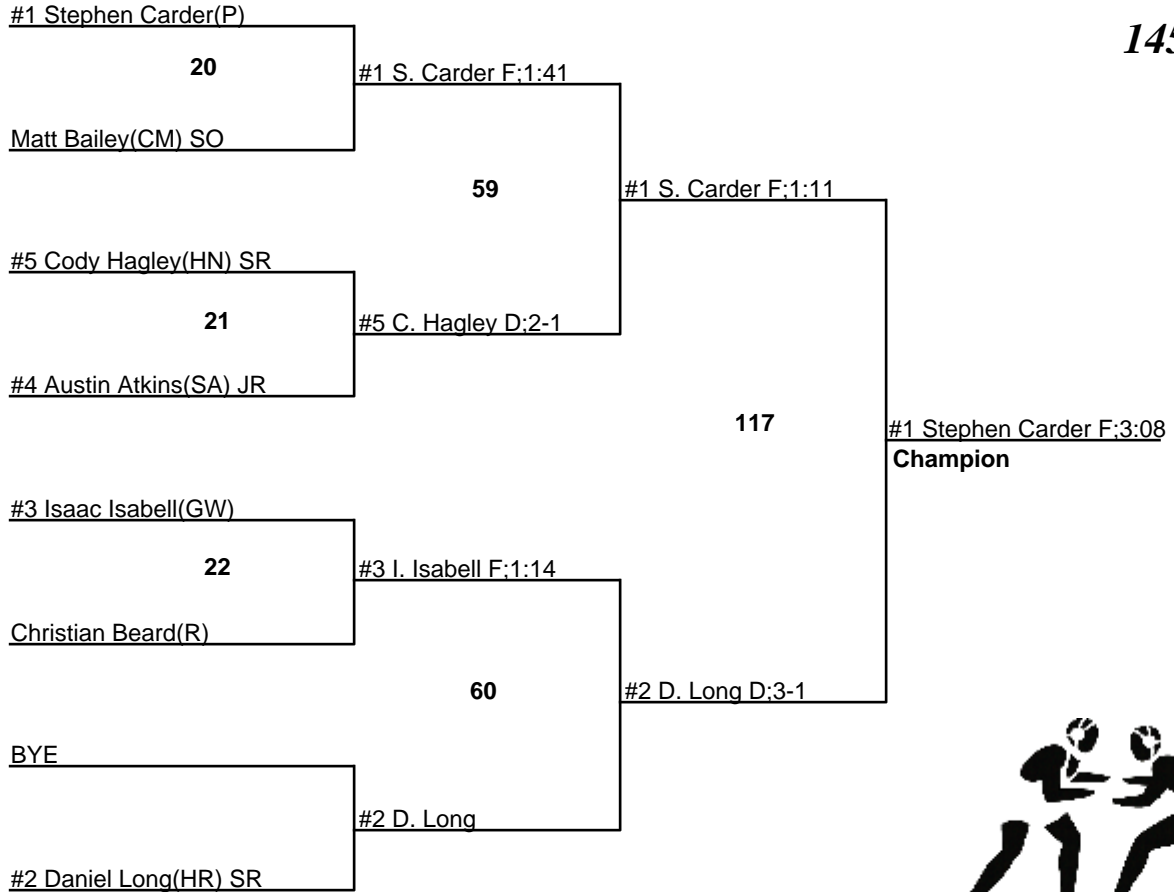 #1 Stephen Carder(P)
145
20
#1 S. Carder F;1:41
Matt Bailey(CM) SO
59
#1 S. Carder F;1:11
#5 Cody Hagley(HN) SR
21
#5 C. Hagley D;2-1
#4 Austin Atkins(SA) JR
117
#1 Stephen Carder F;3:08
Champion
#3 Isaac Isabell(GW)
22
#3 I. Isabell F;1:14
Christian Beard(R)
60
#2 D. Long D;3-1
BYE
#2 D. Long
#2 Daniel Long(HR) SR